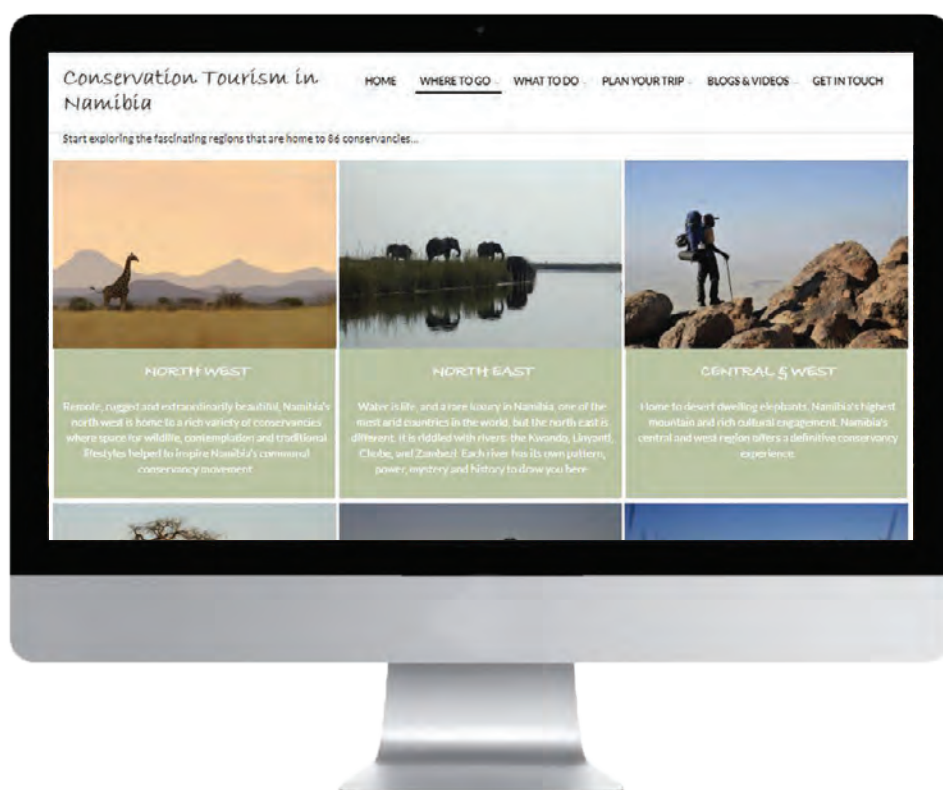 Conservation Tourism in
Namibia
HOME WHERE TO GO WHAT TO DO PLAN YOUR TRIP BLOGS & VIDEOS GET IN TOUCH
Start exploring the fascinating regions that are home to 86 conservancies...
NORTH WEST
Remote, rugged and extraordinarily beautiful, Namibia's
north west is home to a rich variety of conservancies
where space for wildlife, contemplation and traditional
lifestyles helped to inspire Namibia's communal
conservancy movement
NORTH EAST
Water is life, and a rare luxury in Namibia, one of the
most arid countries in the world, but the north east is
different. It is riddled with rivers: the Kwando, Linyanti,
Chobe, and Zambezi. Each river has its own pattern,
power, mystery and history to draw you here
CENTRAL & WEST
Home to desert dwelling elephants, Namibia's highest
mountain and rich cultural engagement, Namibia's
central and west region offers a definitive conservancy
experience.